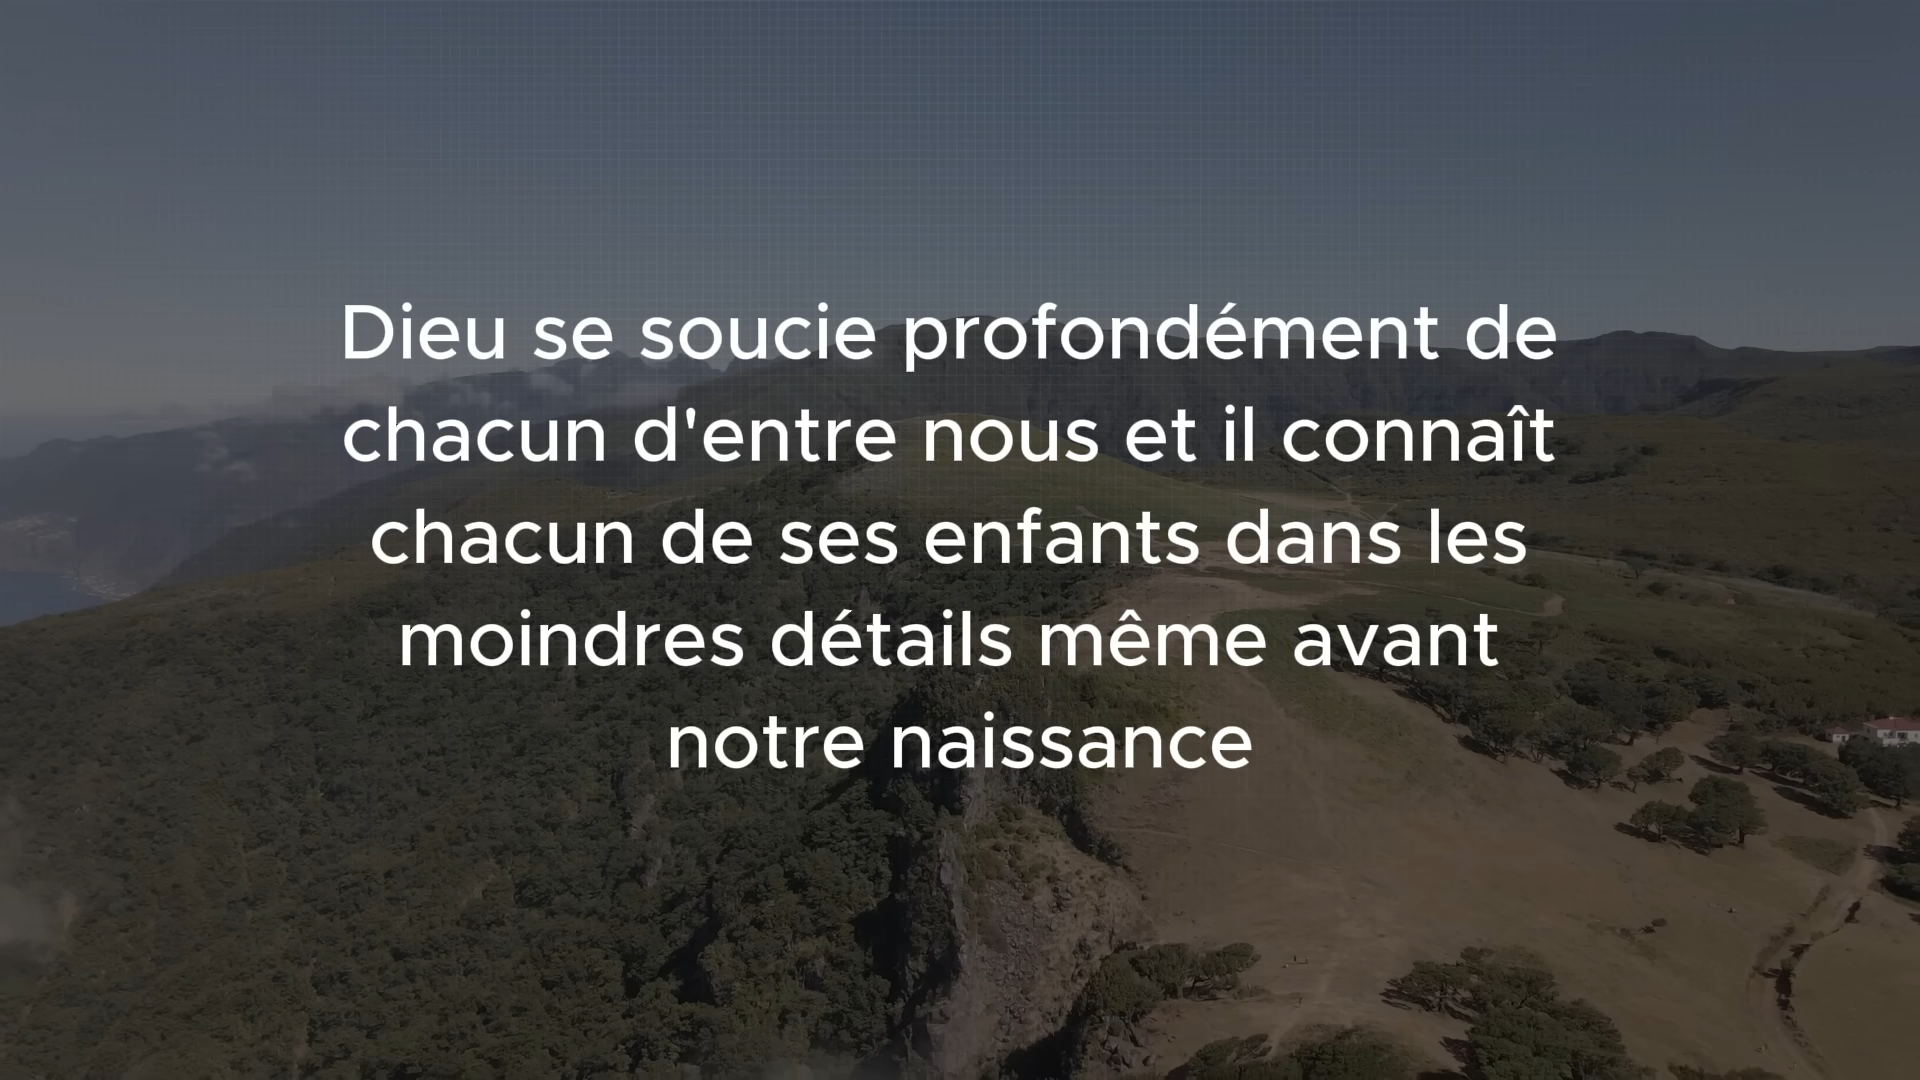 Dieu se soucie profondément de
chacun d'entre nous et il connaît
chacun de ses enfants dans les
moindres détails même avant
notre naissance